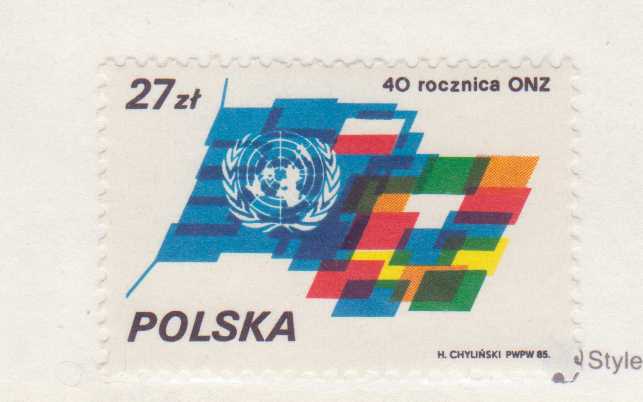 27zł
40 rocznica ONZ
POLSKA
H. CHYLIŃSKI PWPW 85.
Style